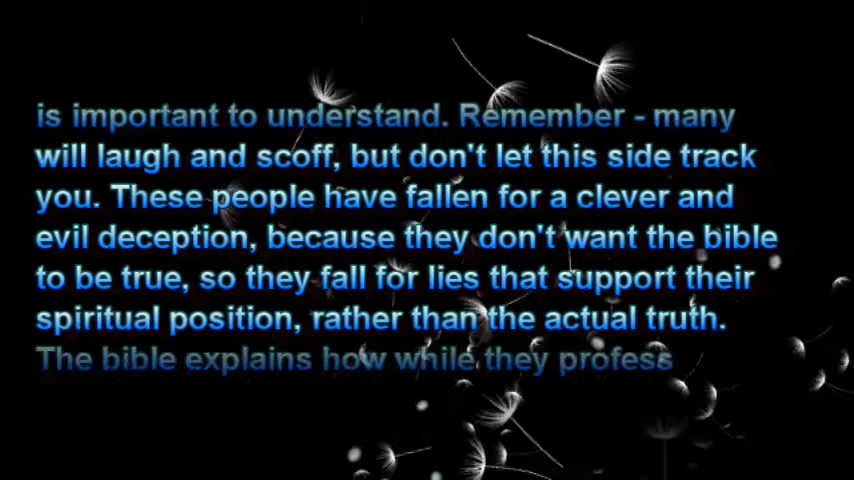 is important to understand. Remember - many
will laugh and scoff, but don't let this side track
you. These people have fallen for a clever and
evil deception, because they don't want the bible
to be true, so they fall for lies that support their
spiritual position, rather than the actual truth.
The bible explains how while they profess